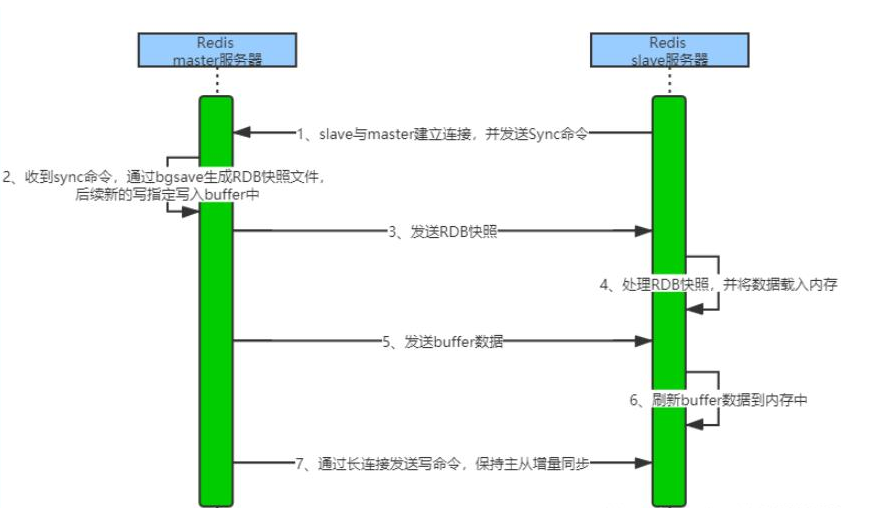 Redis
master服务器
Redis
slave服务器
1、slave与master建立连接，并发送Sync命令
2、收到sync命令，通过bgsave生成RDB快照文件，
后续新的写指定写入buffer中
3、发送RDB快照
4、处理RDB快照，并将数据载入内存
5、发送buffer数据
6、刷新buffer数据到内存中
7、通过长连接发送写命令，保持主从增量同步